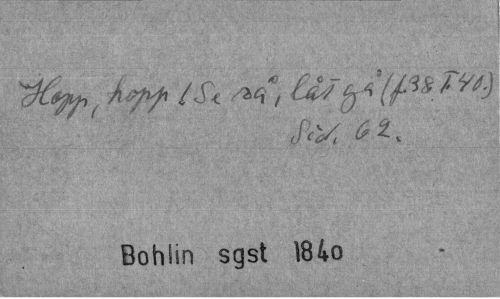 Hopp, hopp! Se så, låt gå (f.38 T.40.)
Sid. 62.
Bohlin sgst 1840